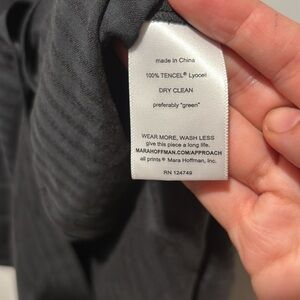 made in China
100% TENCEL® Lyocell
DRY CLEAN
preferably "green"
WEAR MORE, WASH LESS
give this piece a long life.
MARAHOFFMAN.COM/APPROACH
all prints ® Mara Hoffman, Inc.
RN 124749